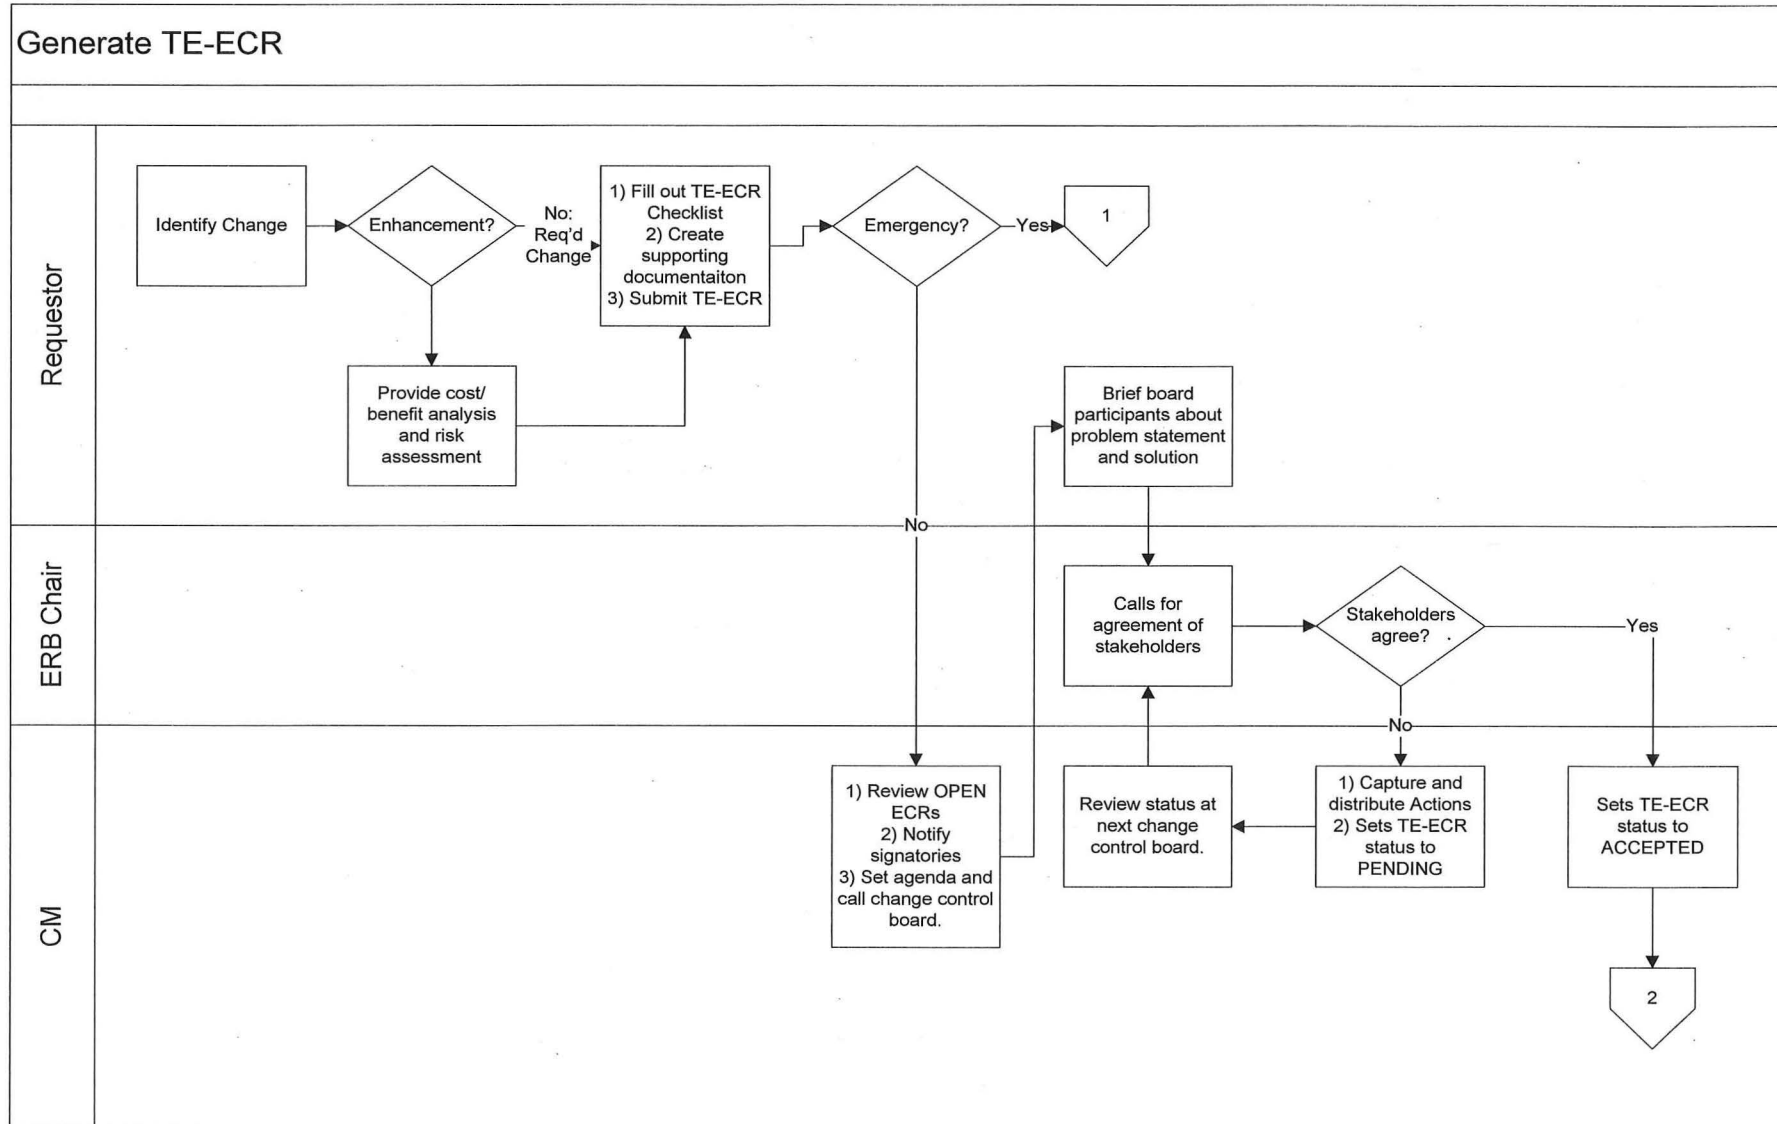 Generate TE-ECR
Requestor
Identify Change
Enhancement?
No:
Req'd
Change
1) Fill out TE-ECR
Checklist
2) Create
supporting
documentaiton
3) Submit TE-ECR
Emergency?
Yes
1
Provide cost/
benefit analysis
and risk
assessment
Brief board
participants about
problem statement
and solution
No
ERB Chair
Calls for
agreement of
stakeholders
Stakeholders
agree?
Yes
No
CM
1) Review OPEN
ECRs
2) Notify
signatories
3) Set agenda and
call change control
board.
Review status at
next change
control board.
1) Capture and
distribute Actions
2) Sets TE-ECR
status to
PENDING
Sets TE-ECR
status to
ACCEPTED
2